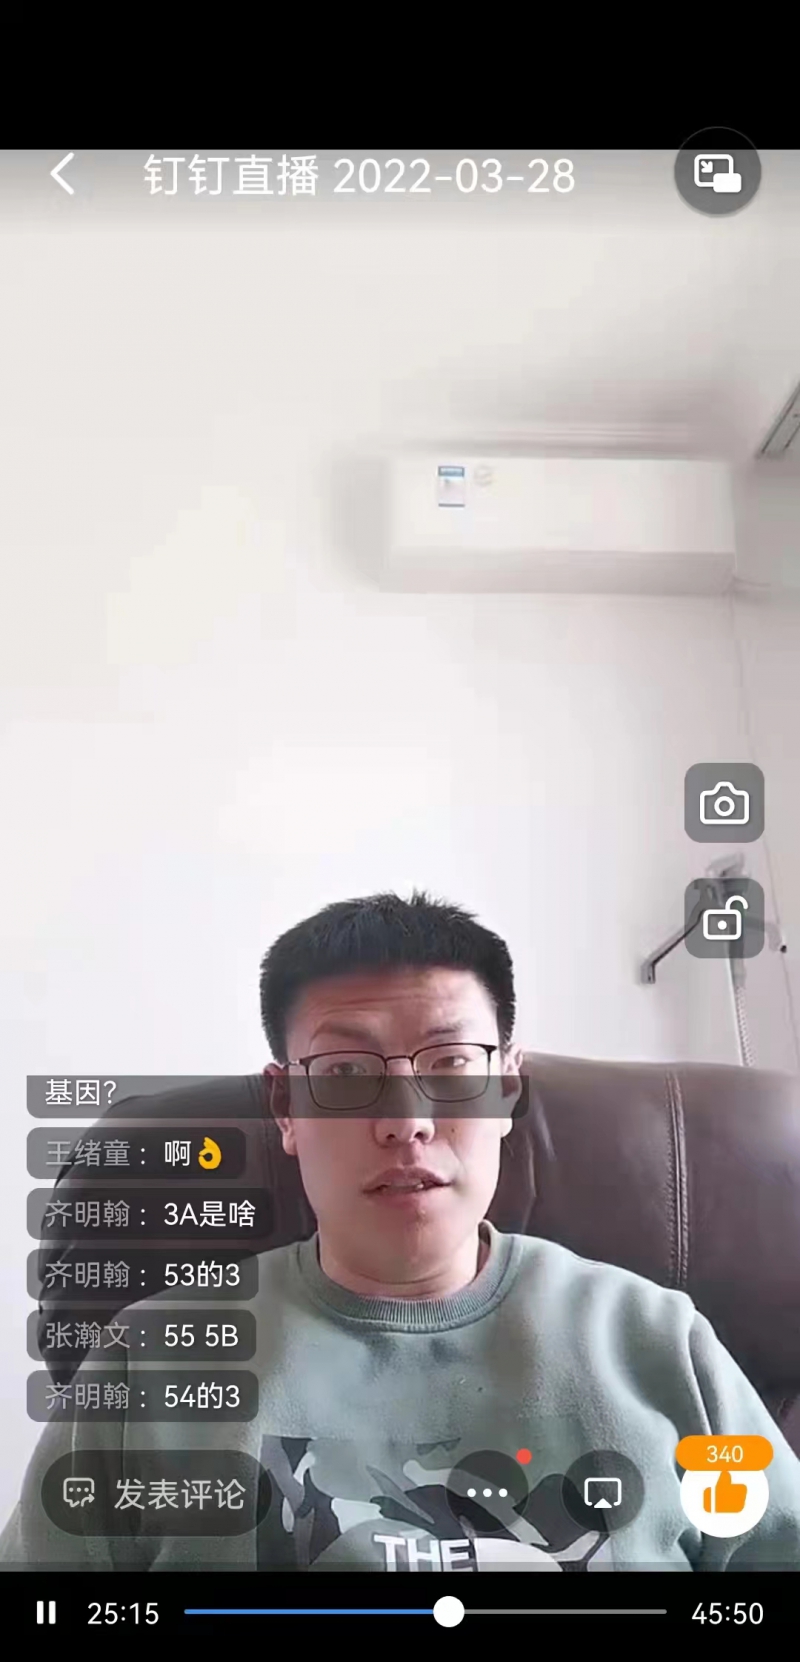 钉钉直播 2022-03-28
基因?
王绪童：啊👌
齐明翰：3A是啥
齐明翰：53的3
张瀚文：55 5B
齐明翰：54的3
340
发表评论
THE
25:15
45:50